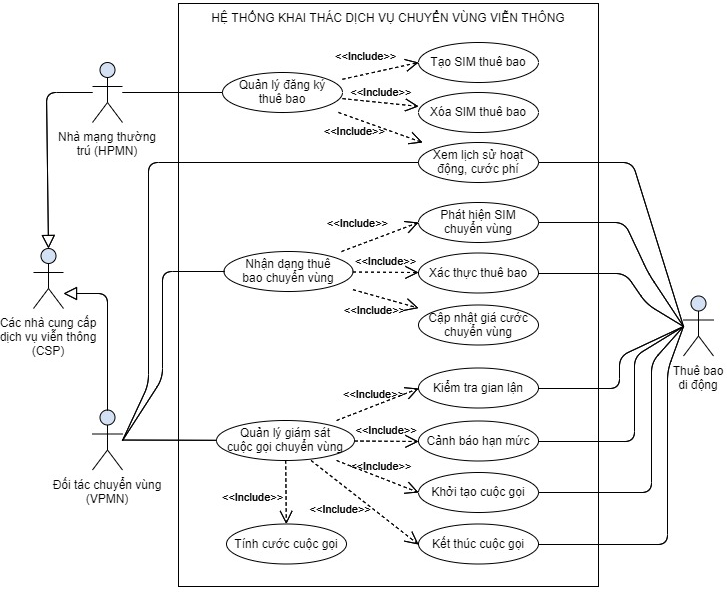 HỆ THỐNG KHAI THÁC DỊCH VỤ CHUYỂN VÙNG VIỄN THÔNG
<<Include>>
Tạo SIM thuê bao
Quản lý đăng ký
thuê bao
<<Include>>
Xóa SIM thuê bao
<<Include>>
Nhà mạng thường
trú (HPMN)
Xem lịch sử hoạt
động, cước phí
<<Include>>
Phát hiện SIM
chuyển vùng
Nhận dạng thuê
bao chuyển vùng
<<Include>>
Xác thực thuê bao
<<Include>>
Cập nhật giá cước
chuyển vùng
Các nhà cung cấp
dịch vụ viễn thông
(CSP)
Thuê bao
di động
<<Include>>
Kiểm tra gian lận
Quản lý giám sát
cuộc gọi chuyển vùng
<<Include>>
Cảnh báo hạn mức
<<Include>>
Khởi tạo cuộc gọi
Đối tác chuyển vùng
(VPMN)
<<Include>>
<<Include>>
Tính cước cuộc gọi
Kết thúc cuộc gọi